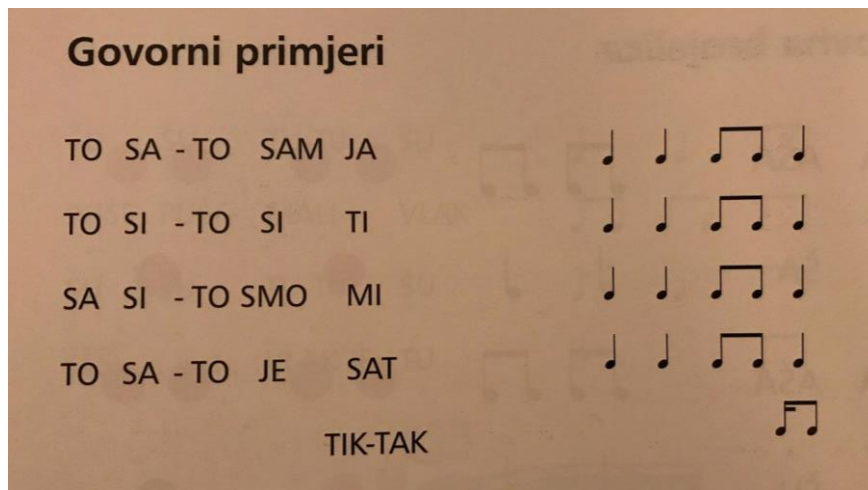 Govorni primjeri
TO SA - TO SAM JA
TO SI - TO SI TI
SA SI - TO SMO MI
TO SA - TO JE SAT
TIK-TAK